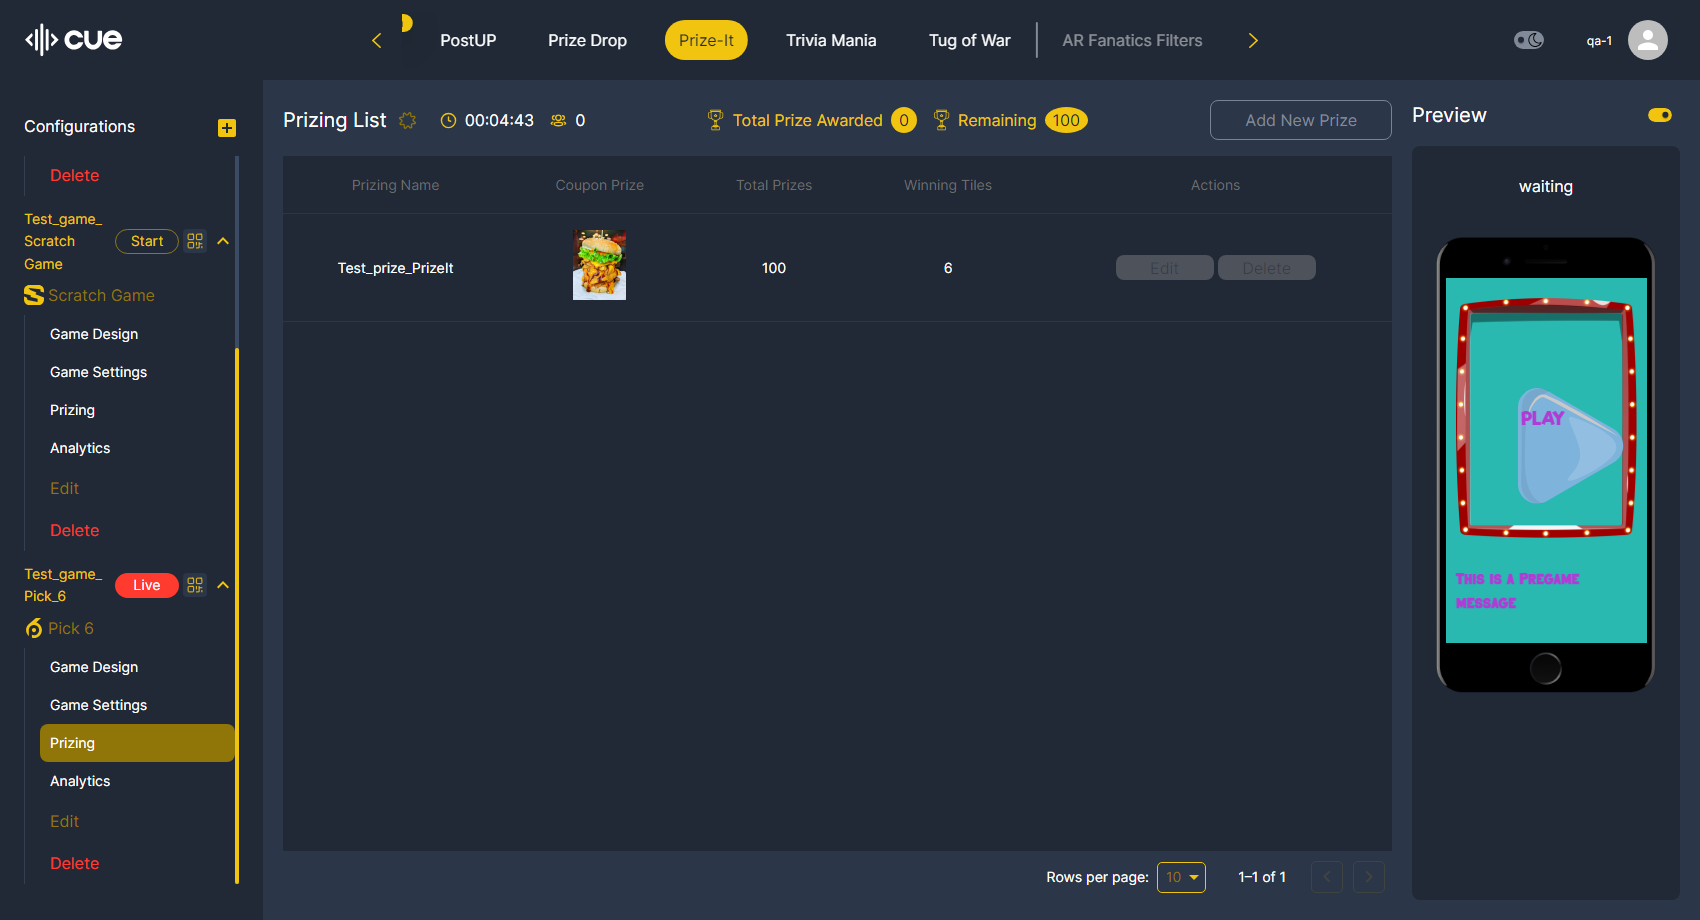 cue
PostUP
Prize Drop
Prize-It
Trivia Mania
Tug of War
AR Fanatics Filters
qa-1
Configurations
Delete
Test_game_
Scratch
Game
Start
Scratch Game
Game Design
Game Settings
Prizing
Analytics
Edit
Delete
Test_game_
Pick_6
Live
Pick 6
Game Design
Game Settings
Prizing
Analytics
Edit
Delete
Prizing List
00:04:43
0
Total Prize Awarded 0
Remaining 100
Add New Prize
Prizing Name
Coupon Prize
Total Prizes
Winning Tiles
Actions
Test_prize_PrizeIt
100
6
Edit
Delete
Rows per page: 10
1–1 of 1
Preview
waiting
PLAY
This is a Pregame
message